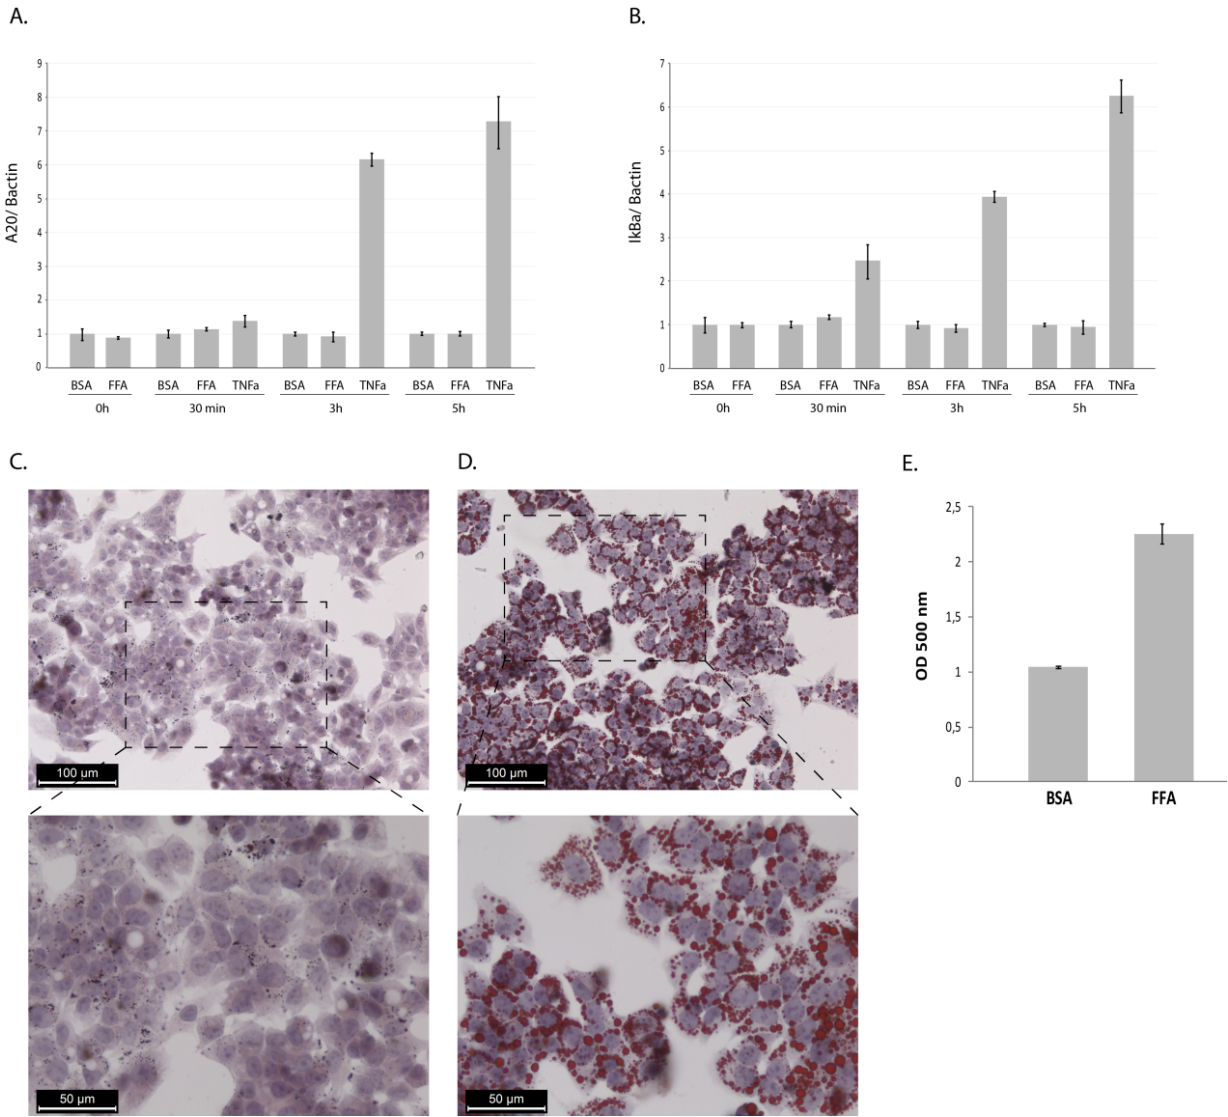 A.
9
8
7
6
5
4
3
2
1
0
A20/ Bactin
BSA FFA BSA FFA TNFa BSA FFA TNFa BSA FFA TNFa
0h 30 min 3h 5h
B.
7
6
5
4
3
2
1
0
IkBa/ Bactin
BSA FFA BSA FFA TNFa BSA FFA TNFa BSA FFA TNFa
0h 30 min 3h 5h
C.
100 µm
50 µm
D.
100 µm
50 µm
E.
2,5
2
1,5
1
0,5
0
OD 500 nm
BSA FFA